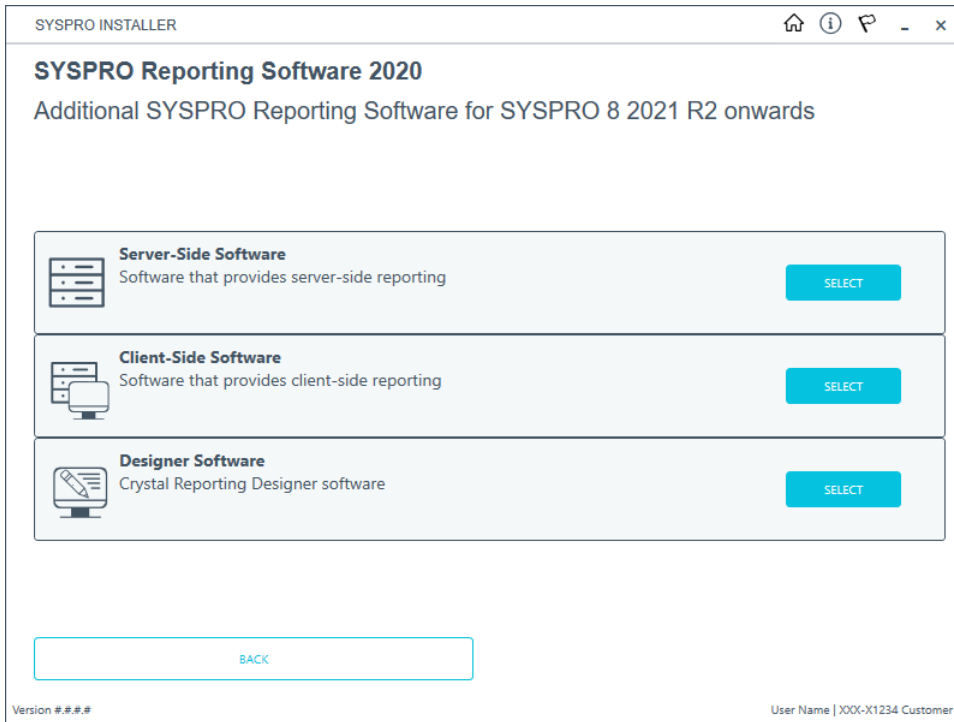 SYSPRO INSTALLER
SYSPRO Reporting Software 2020
Additional SYSPRO Reporting Software for SYSPRO 8 2021 R2 onwards
Server-Side Software
Software that provides server-side reporting
SELECT
Client-Side Software
Software that provides client-side reporting
SELECT
Designer Software
Crystal Reporting Designer software
SELECT
BACK
Version #.#.#.#
User Name | XXX-X1234 Customer